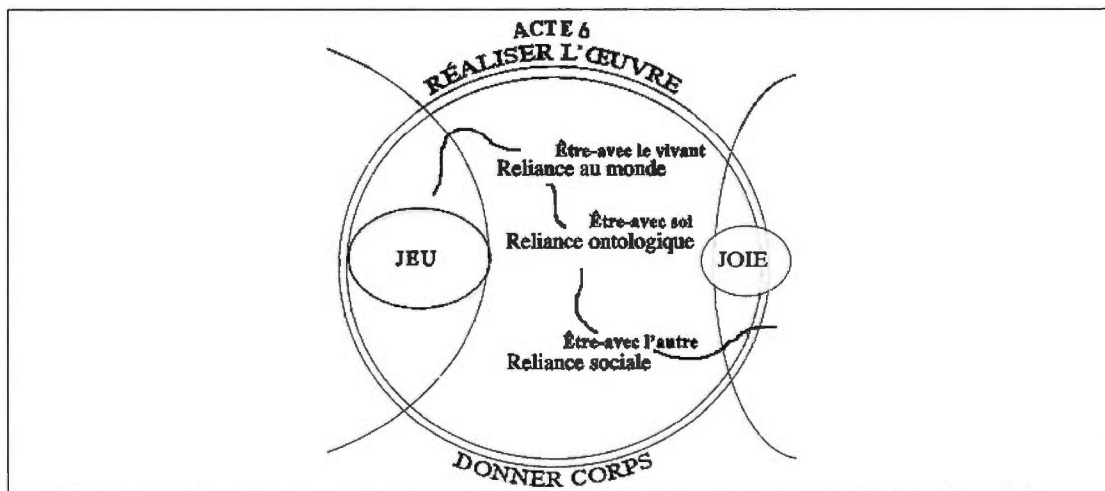 ACTE 6
RÉALISER L'ŒUVRE
Être-avec le vivant
Reliance au monde
Être-avec soi
Reliance ontologique
JEU
JOIE
Être-avec l'autre
Reliance sociale
DONNER CORPS